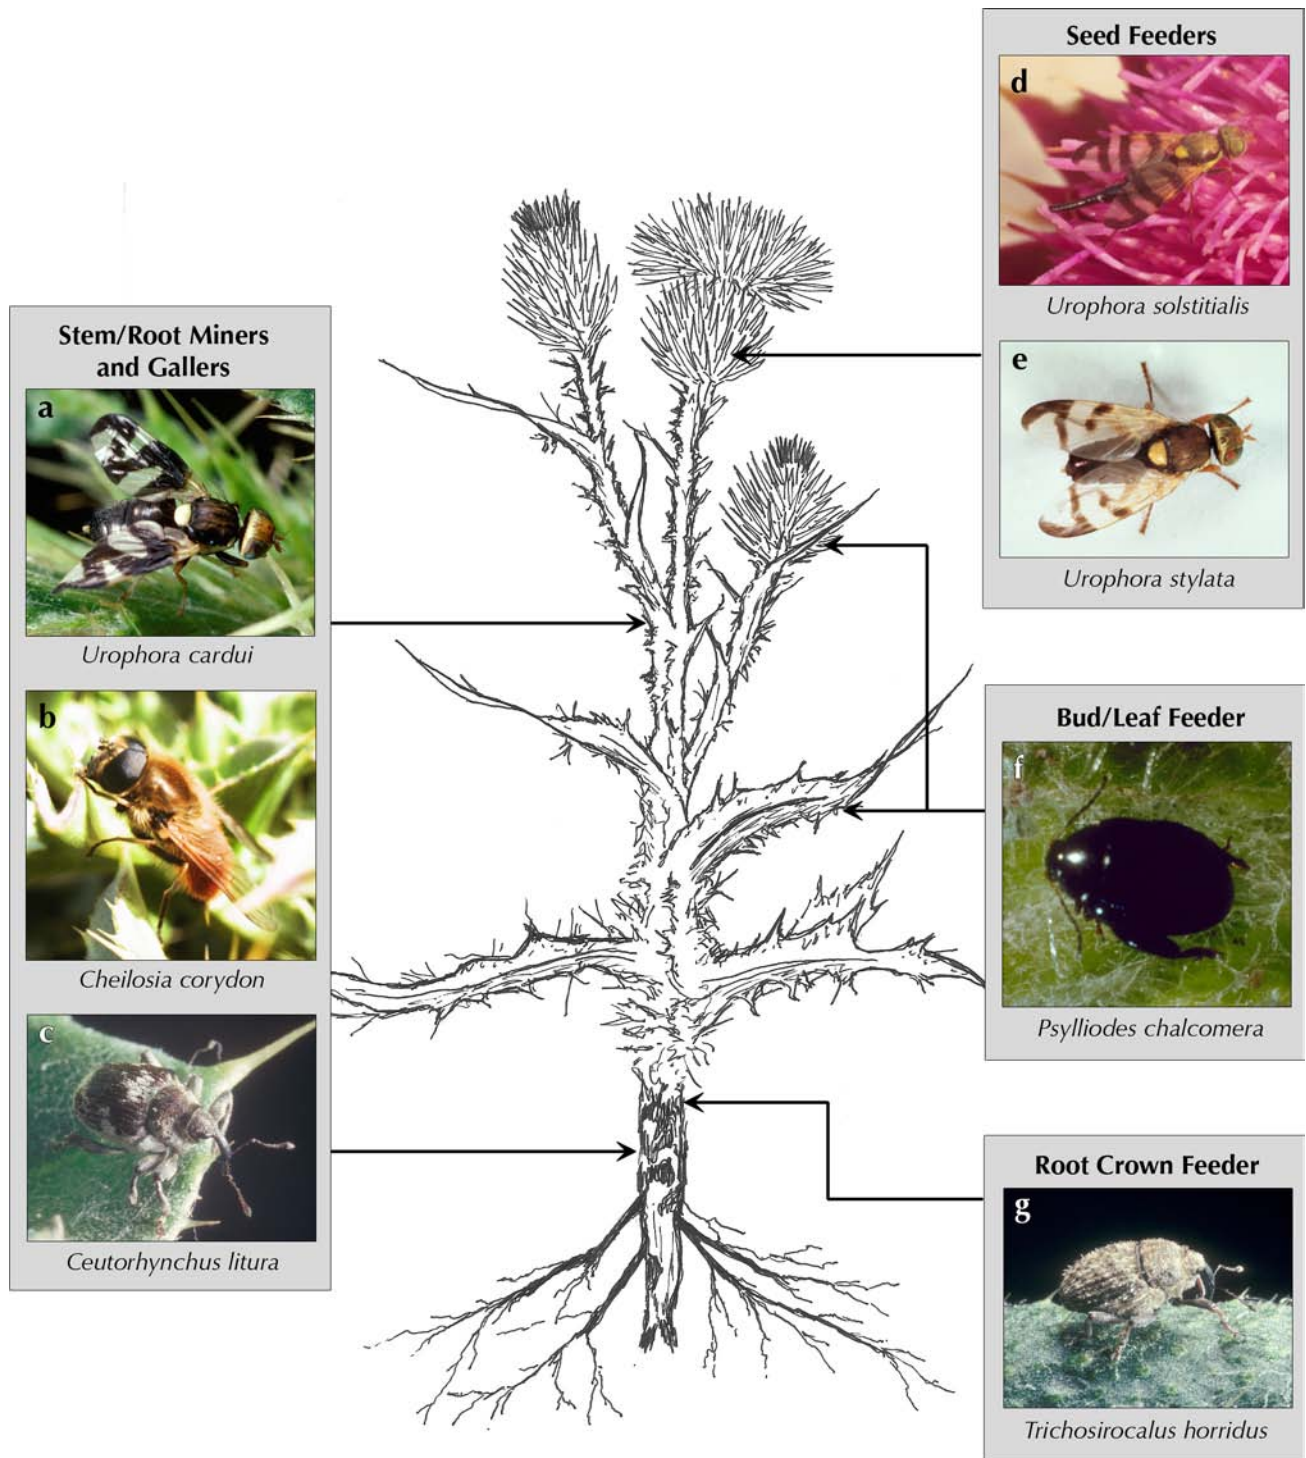 Stem/Root Miners
and Gallers
a
Urophora cardui
b
Cheilosia corydon
c
Ceutorhynchus litura
Seed Feeders
d
Urophora solstitialis
e
Urophora stylata
Bud/Leaf Feeder
f
Psylliodes chalcomera
Root Crown Feeder
g
Trichosirocalus horridus